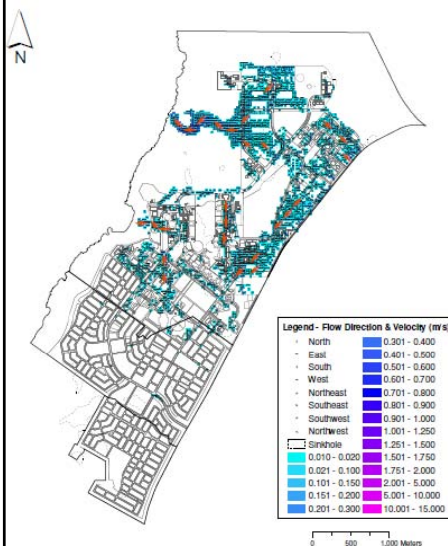 N
Legend - Flow Direction & Velocity (m/s
North 0.301 - 0.400
East 0.401 - 0.500
South 0.501 - 0.600
West 0.601 - 0.700
Northeast 0.701 - 0.800
Southeast 0.801 - 0.900
Southwest 0.901 - 1.000
Northwest 1.001 - 1.250
Sinkhole 1.251 - 1.500
0.010 - 0.020 1.501 - 1.750
0.021 - 0.100 1.751 - 2.000
0.101 - 0.150 2.001 - 5.000
0.151 - 0.200 5.001 - 10.000
0.201 - 0.300 10.001 - 15.000
0 500 1,000 Meters